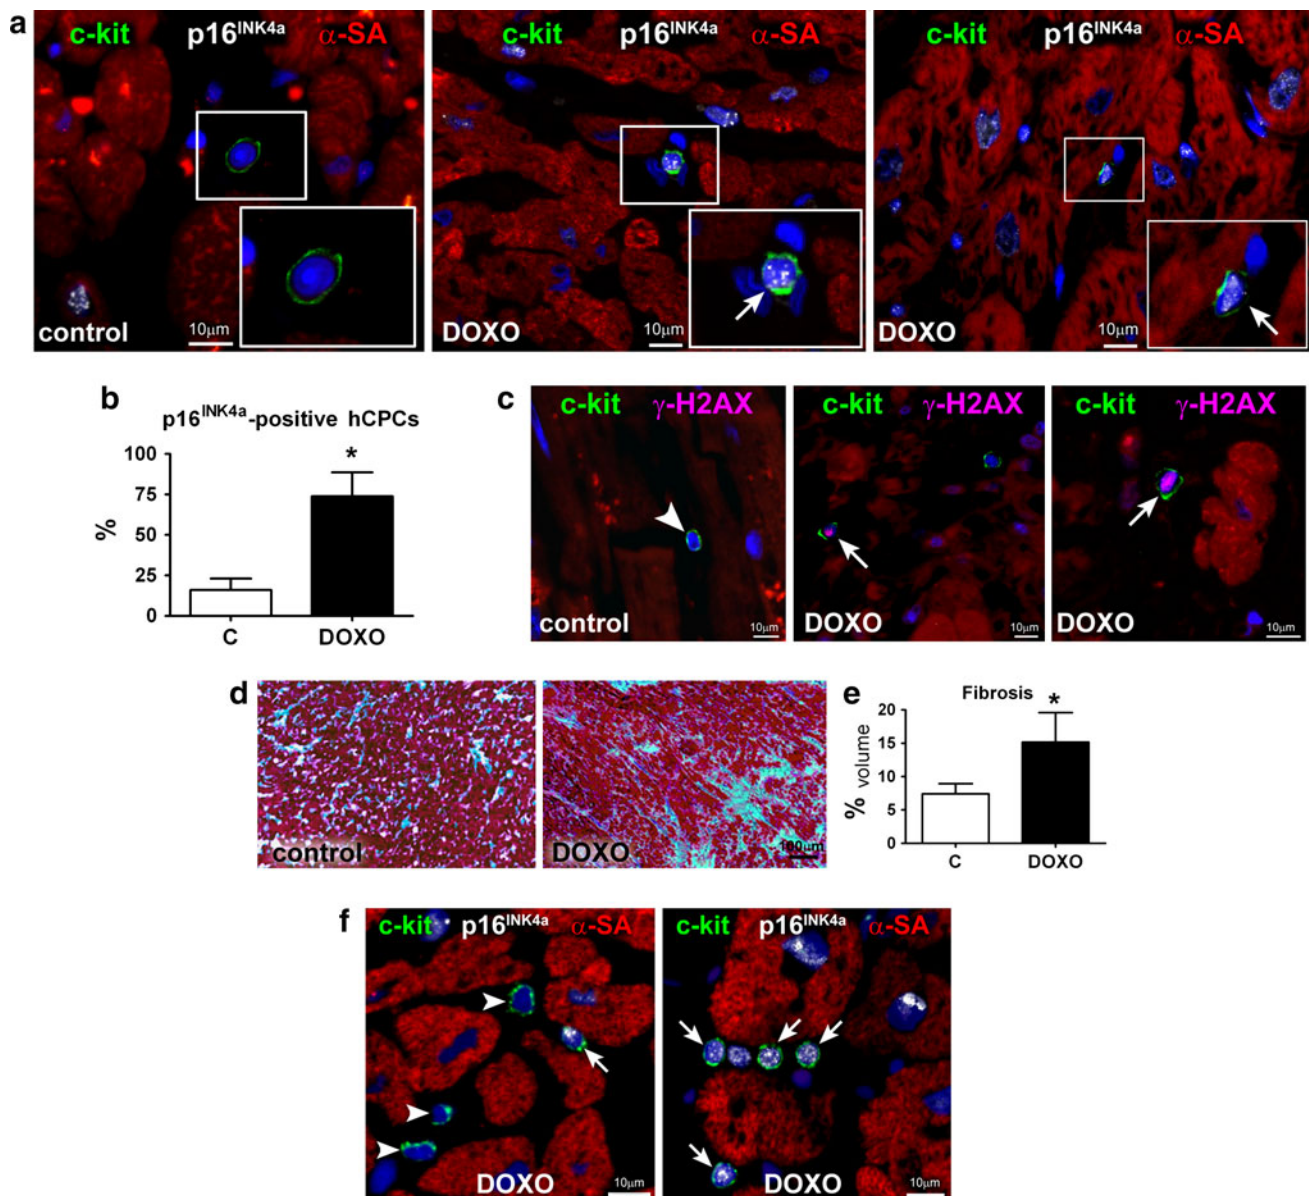 a
c-kit p16INK4a α-SA
control
10μm
c-kit p16INK4a α-SA
DOXO
10μm
c-kit p16INK4a α-SA
DOXO
10μm
b
p16INK4a-positive hCPCs
100
75
50
25
0
%
*
C DOXO
c
c-kit γ-H2AX
control
10μm
c-kit γ-H2AX
DOXO
10μm
c-kit γ-H2AX
DOXO
10μm
d
control
DOXO
100μm
e
Fibrosis
20
15
10
5
0
% volume
*
C DOXO
f
c-kit p16INK4a α-SA
DOXO
10μm
c-kit p16INK4a α-SA
DOXO
10μm